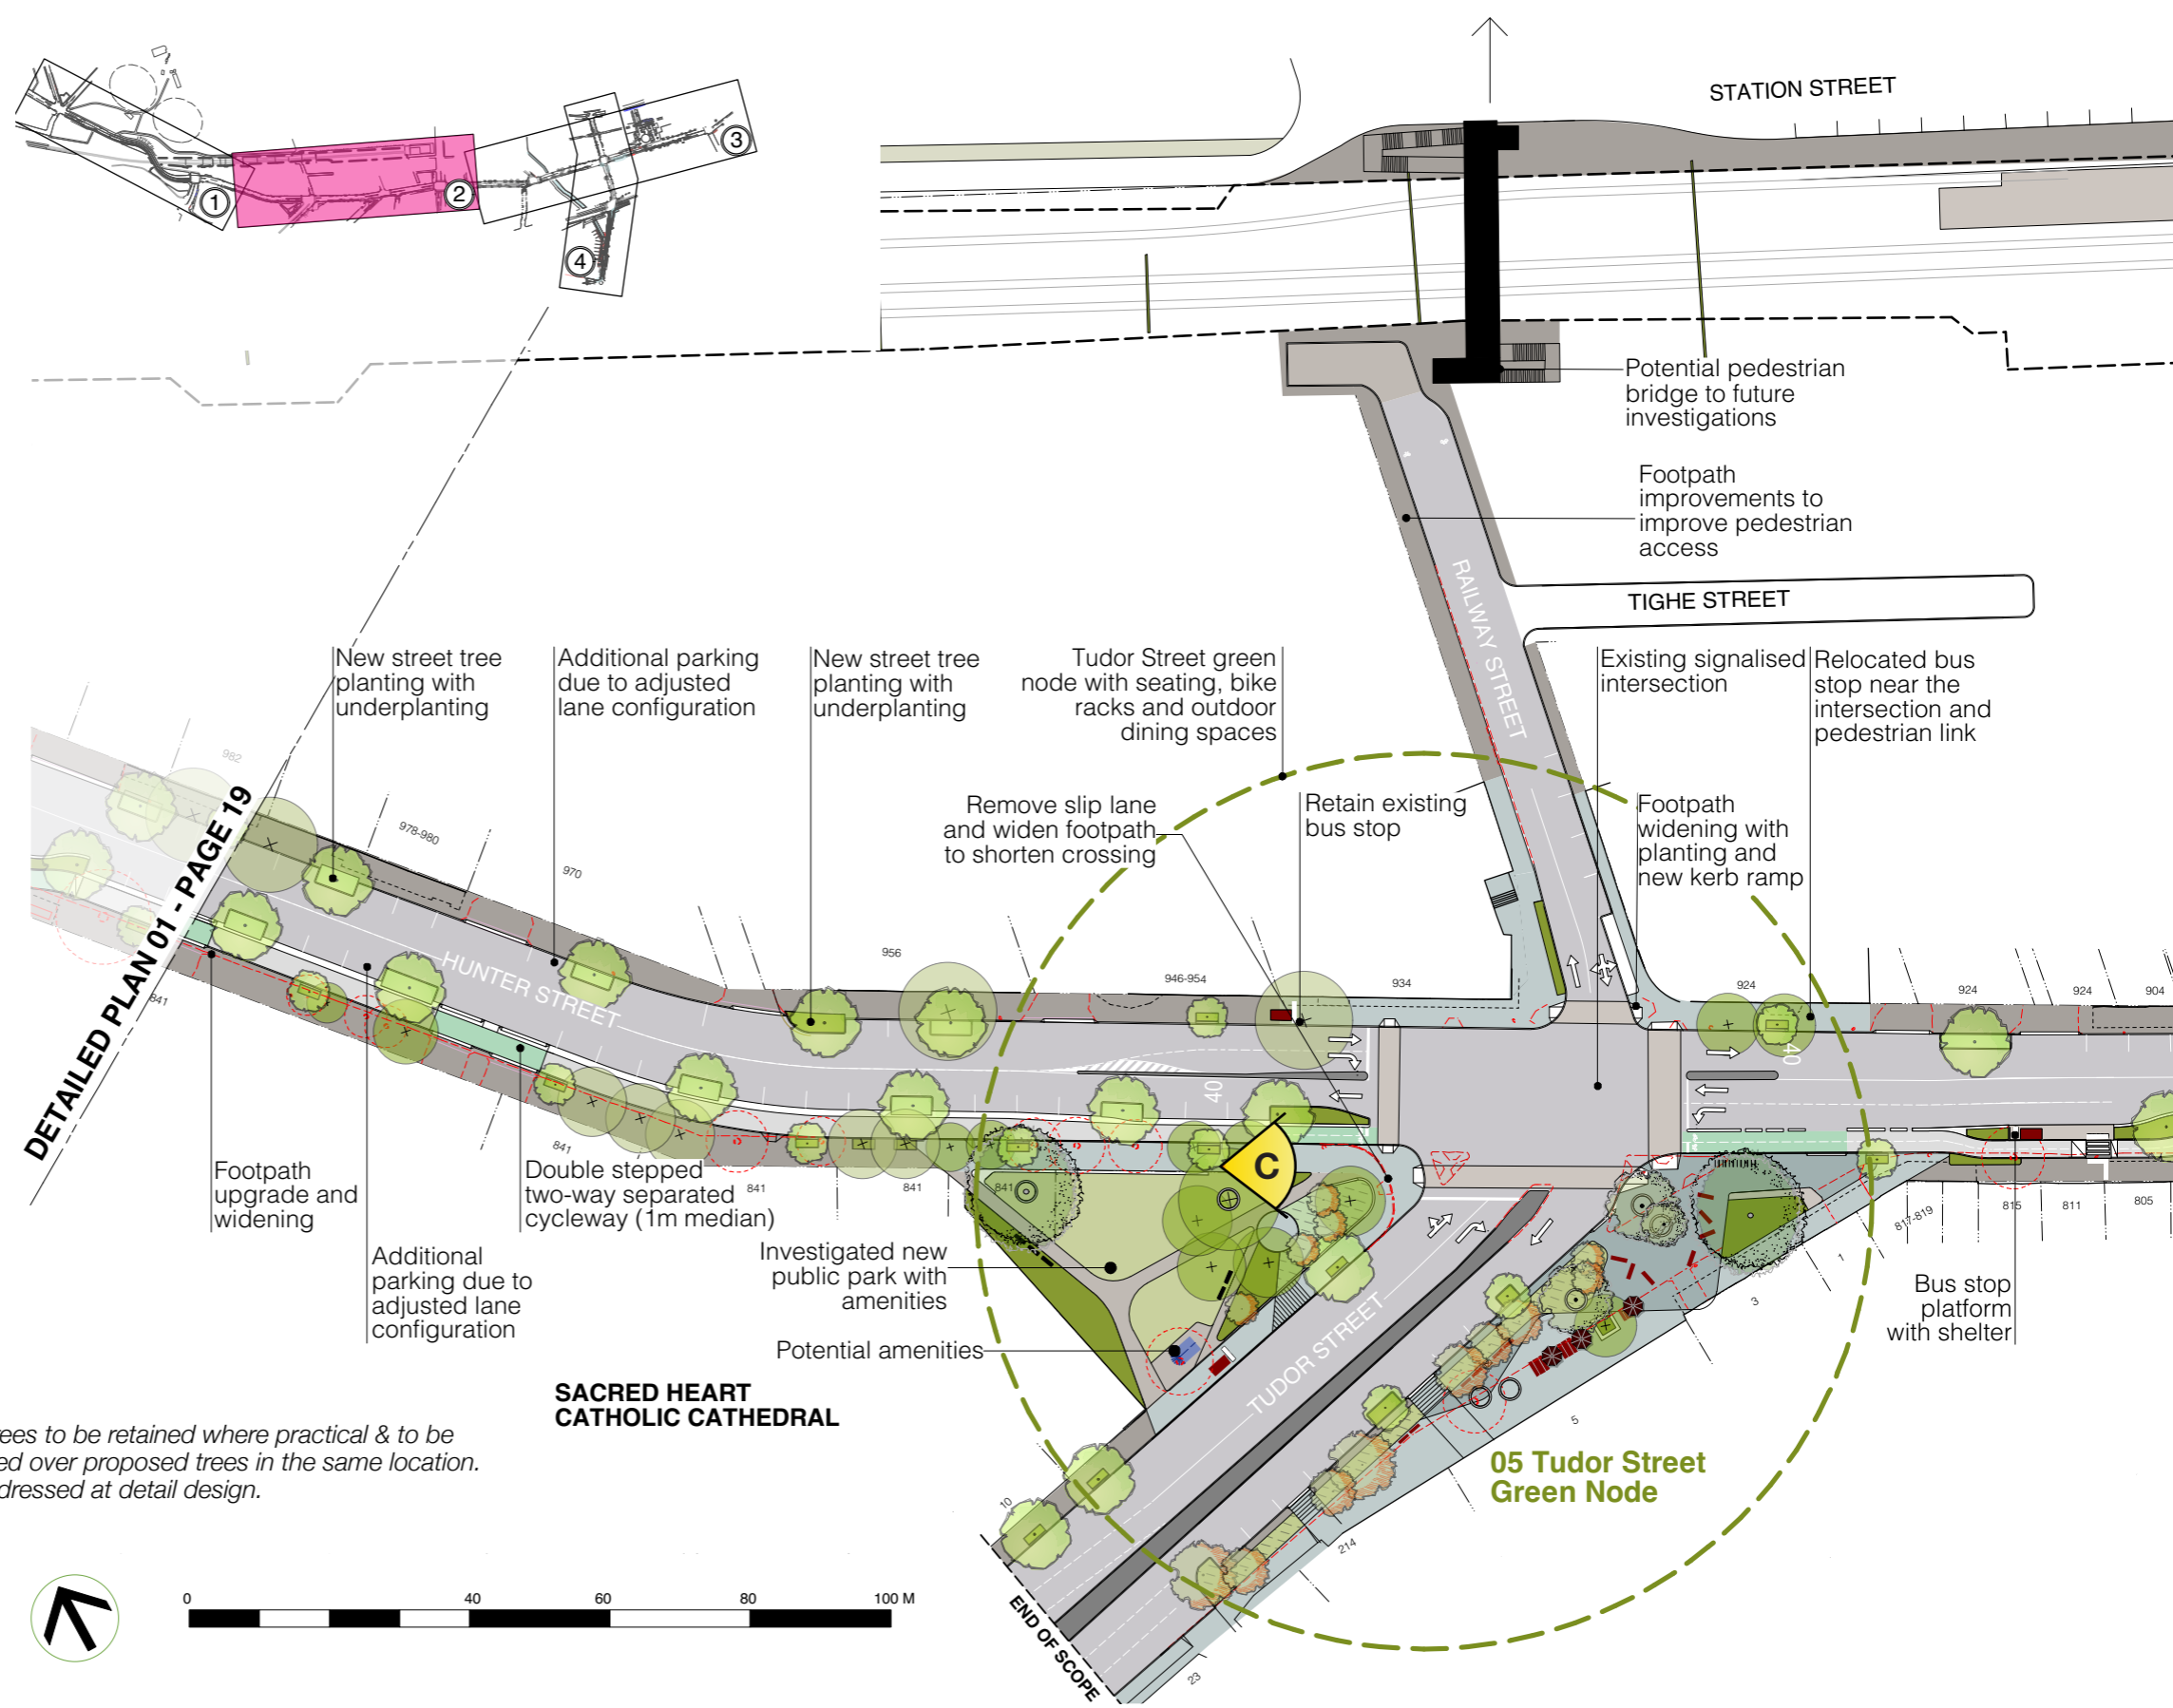 STATION STREET
1
2
3
4
Potential pedestrian
bridge to future
investigations
Footpath
improvements to
improve pedestrian
access
RAILWAY STREET
TIGHE STREET
New street tree
planting with
underplanting
Additional parking
due to adjusted
lane configuration
New street tree
planting with
underplanting
Tudor Street green
node with seating, bike
racks and outdoor
dining spaces
Existing signalised
intersection
Relocated bus
stop near the
intersection and
pedestrian link
Remove slip lane
and widen footpath
to shorten crossing
Retain existing
bus stop
Footpath
widening with
planting and
new kerb ramp
982
978-980
970
956
946-954
934
924
924
924
904
DETAILED PLAN 01 - PAGE 19
HUNTER STREET
40
40
841
841
841
841
841
C
817-819
815
811
805
1
3
5
Footpath
upgrade and
widening
Double stepped
two-way separated
cycleway (1m median)
Additional
parking due to
adjusted lane
configuration
Investigated new
public park with
amenities
Potential amenities
Bus stop
platform
with shelter
TUDOR STREET
SACRED HEART
CATHOLIC CATHEDRAL
05 Tudor Street
Green Node
ees to be retained where practical & to be
ed over proposed trees in the same location.
dressed at detail design.
10
214
23
END OF SCOPE
0
40
60
80
100 M